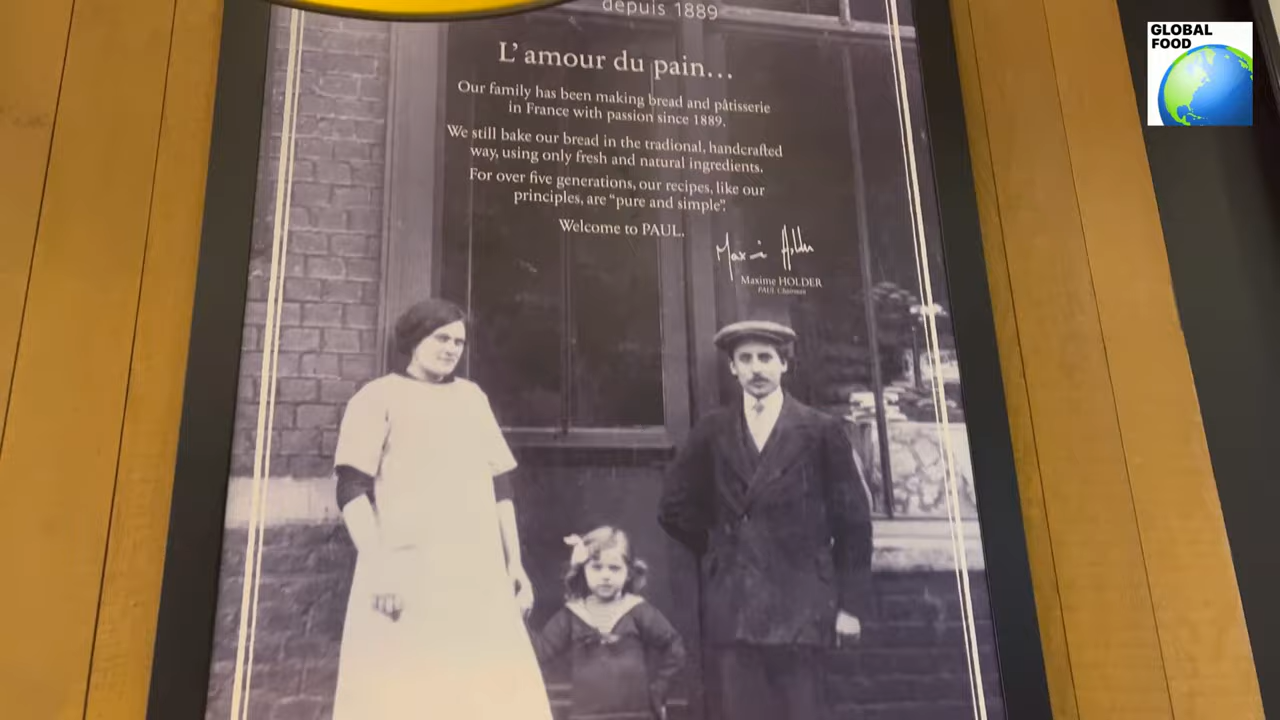 depuis 1889
L'amour du pain...
Our family has been making bread and pâtisserie
in France with passion since 1889.
We still bake our bread in the tradional, handcrafted
way, using only fresh and natural ingredients.
For over five generations, our recipes, like our
principles, are "pure and simple".
Welcome to PAUL.
Maxime Holder
Maxime HOLDER
PAUL Chairman
GLOBAL
FOOD